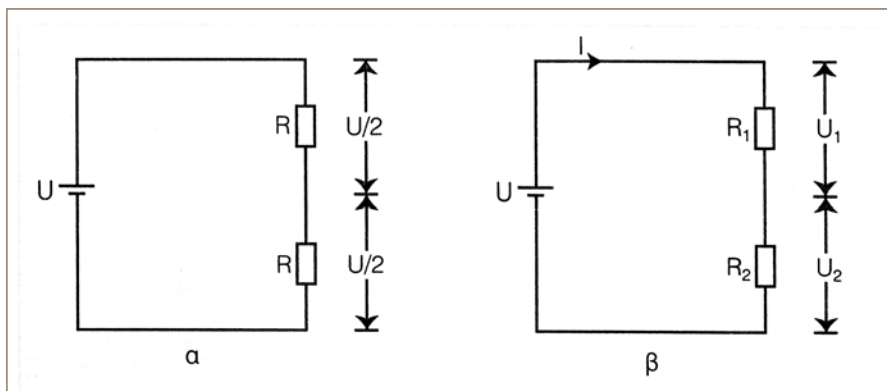 U
R
U/2
R
U/2
α
I
U
R₁
U₁
R₂
U₂
β